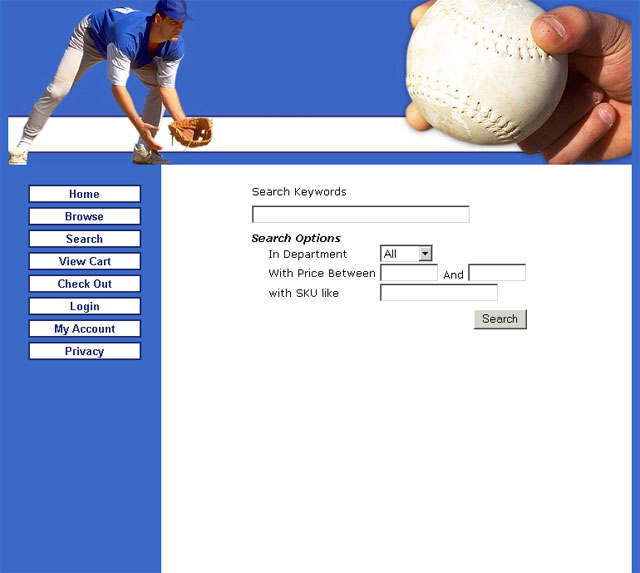 Home
Browse
Search
View Cart
Check Out
Login
My Account
Privacy
Search Keywords
Search Options
In Department All
With Price Between And
with SKU like
Search